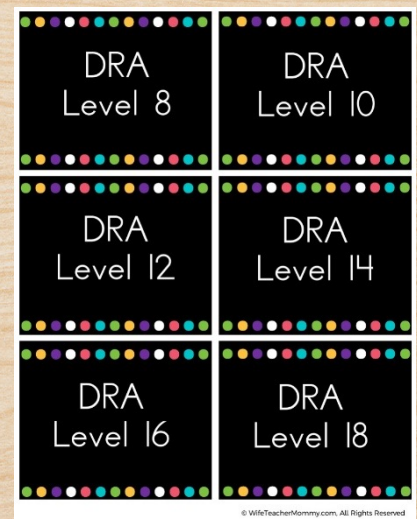 DRA
Level 8
DRA
Level 10
DRA
Level 12
DRA
Level 14
DRA
Level 16
DRA
Level 18
© WifeTeacherMommy.com, All Rights Reserved